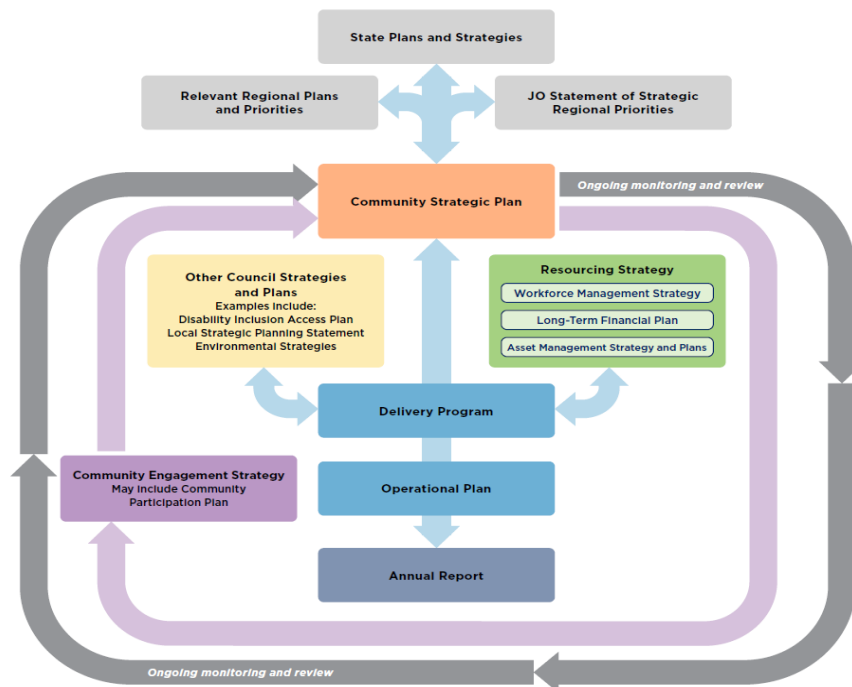 State Plans and Strategies
Relevant Regional Plans
and Priorities
JO Statement of Strategic
Regional Priorities
Community Strategic Plan
Ongoing monitoring and review
Other Council Strategies
and Plans
Examples Include:
Disability Inclusion Access Plan
Local Strategic Planning Statement
Environmental Strategies
Resourcing Strategy
Workforce Management Strategy
Long-Term Financial Plan
Asset Management Strategy and Plans
Delivery Program
Community Engagement Strategy
May Include Community
Participation Plan
Operational Plan
Annual Report
Ongoing monitoring and review